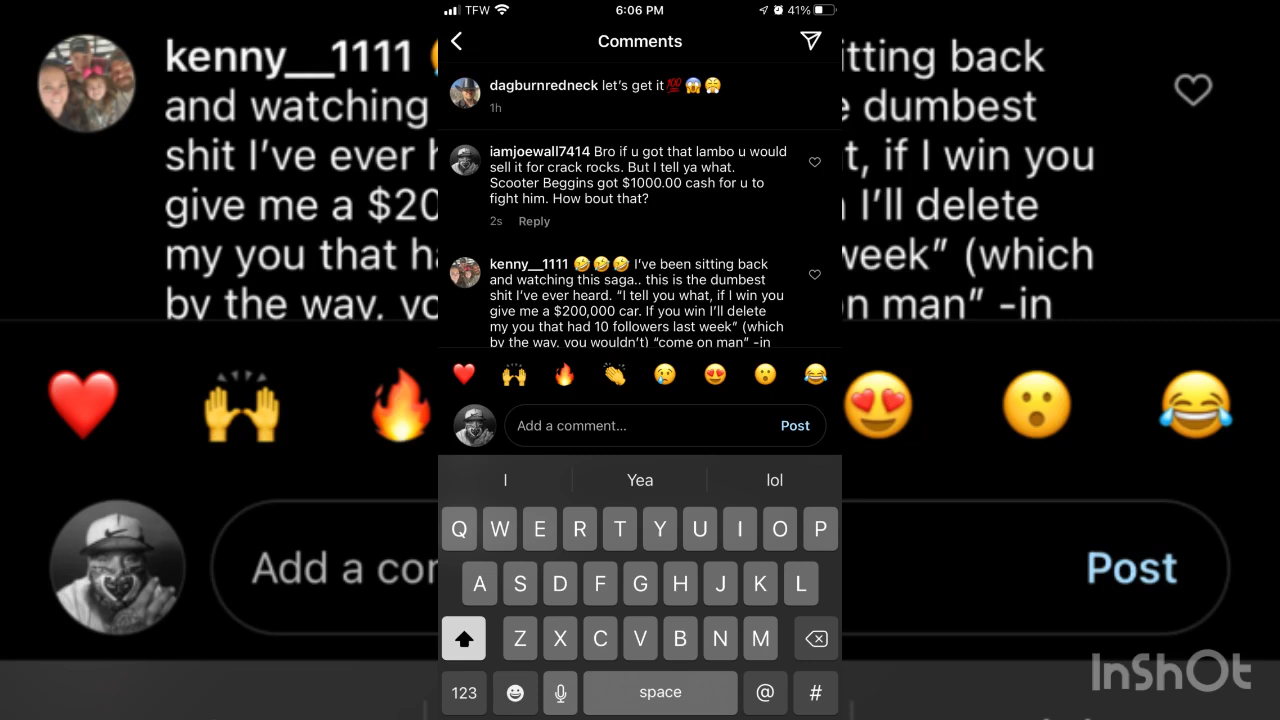 TFW
6:06 PM
41%
Comments
dagburnredneck let's get it💯😱😤
1h
iamjoewall7414 Bro if u got that lambo u would
sell it for crack rocks. But I tell ya what.
Scooter Beggins got $1000.00 cash for u to
fight him. How bout that?
2s Reply
kenny__1111 🤣🤣🤣 I've been sitting back
and watching this saga.. this is the dumbest
shit I've ever heard. “I tell you what, if I win you
give me a $200,000 car. If you win I'll delete
my you that had 10 followers last week” (which
by the way, you wouldn't) “come on man” -in
❤️ 🙌 🔥 👏 😢 😍 😮 😂
Add a comment...
Post
I Yea lol
Q W E R T Y U I O P
A S D F G H J K L
Z X C V B N M
123 space @ #
kenny__1111
itting back
and watching
e dumbest
shit I've ever h
t, if I win you
give me a $20
I'll delete
my you that ha
week” (which
by the way, yo
n man” -in
❤️ 🙌 🔥 😍 😮 😂
Add a cor
Post
InShOt